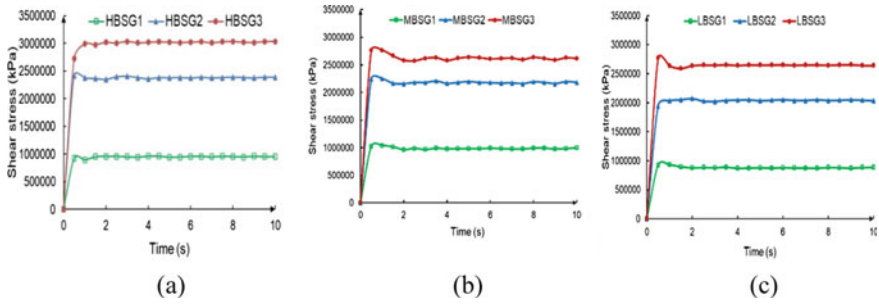 HBSG1 HBSG2 HBSG3
Shear stress (kPa)
3500000
3000000
2500000
2000000
1500000
1000000
500000
0
0 2 4 6 8 10
Time (s)
(a)
MBSG1 MBSG2 MBSG3
Shear stress (kPa)
3500000
3000000
2500000
2000000
1500000
1000000
500000
0
0 2 4 6 8 10
Time (s)
(b)
LBSG1 LBSG2 LBSG3
Shear stress (kPa)
3500000
3000000
2500000
2000000
1500000
1000000
500000
0
0 2 4 6 8 10
Time (s)
(c)